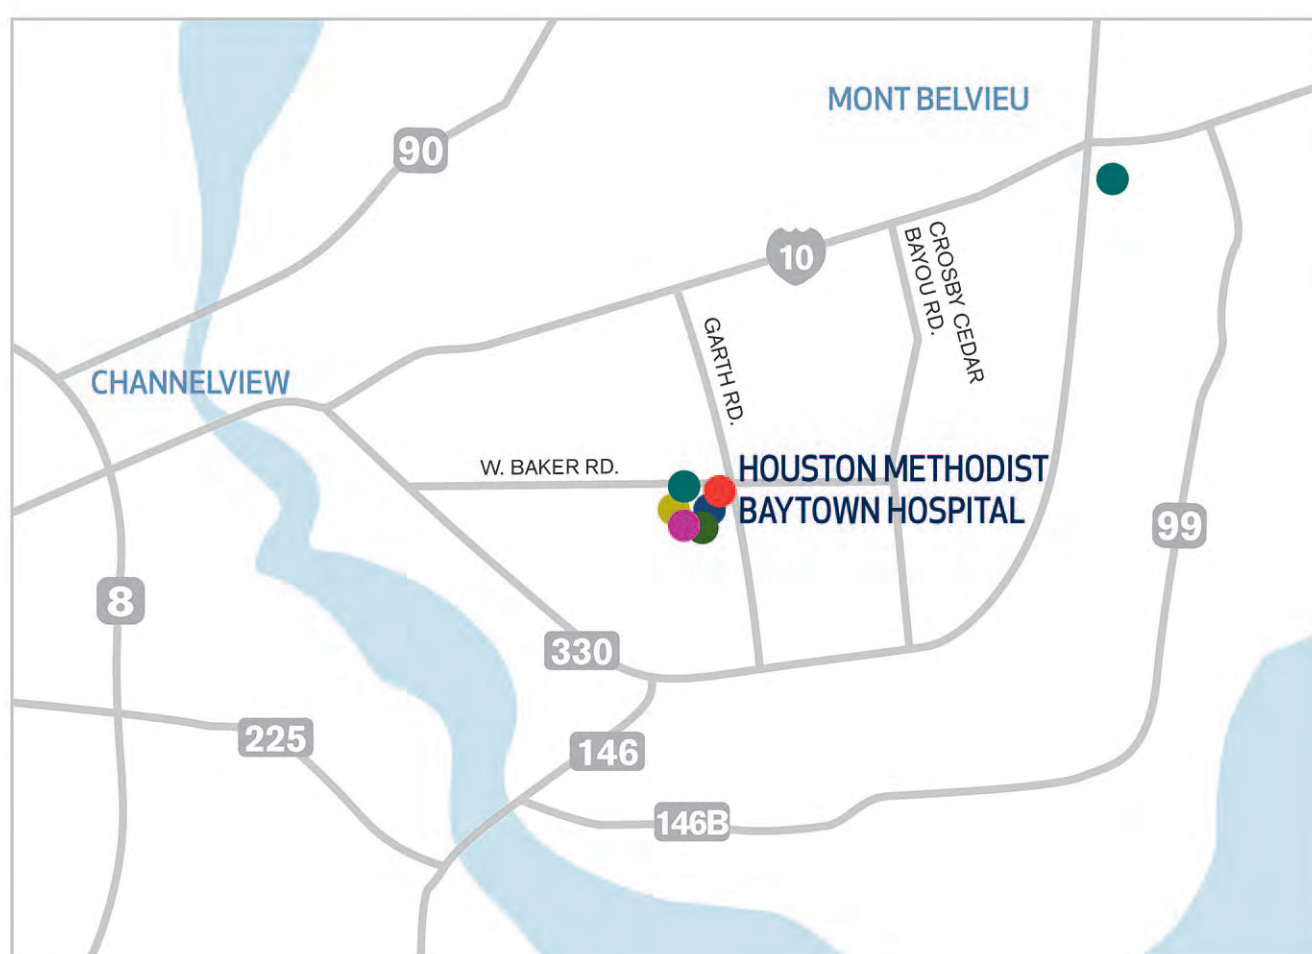 MONT BELVIEU
90
10
CROSBY CEDAR
BAYOU RD.
GARTH RD.
CHANNELVIEW
W. BAKER RD.
HOUSTON METHODIST
BAYTOWN HOSPITAL
99
8
330
225
146
146B